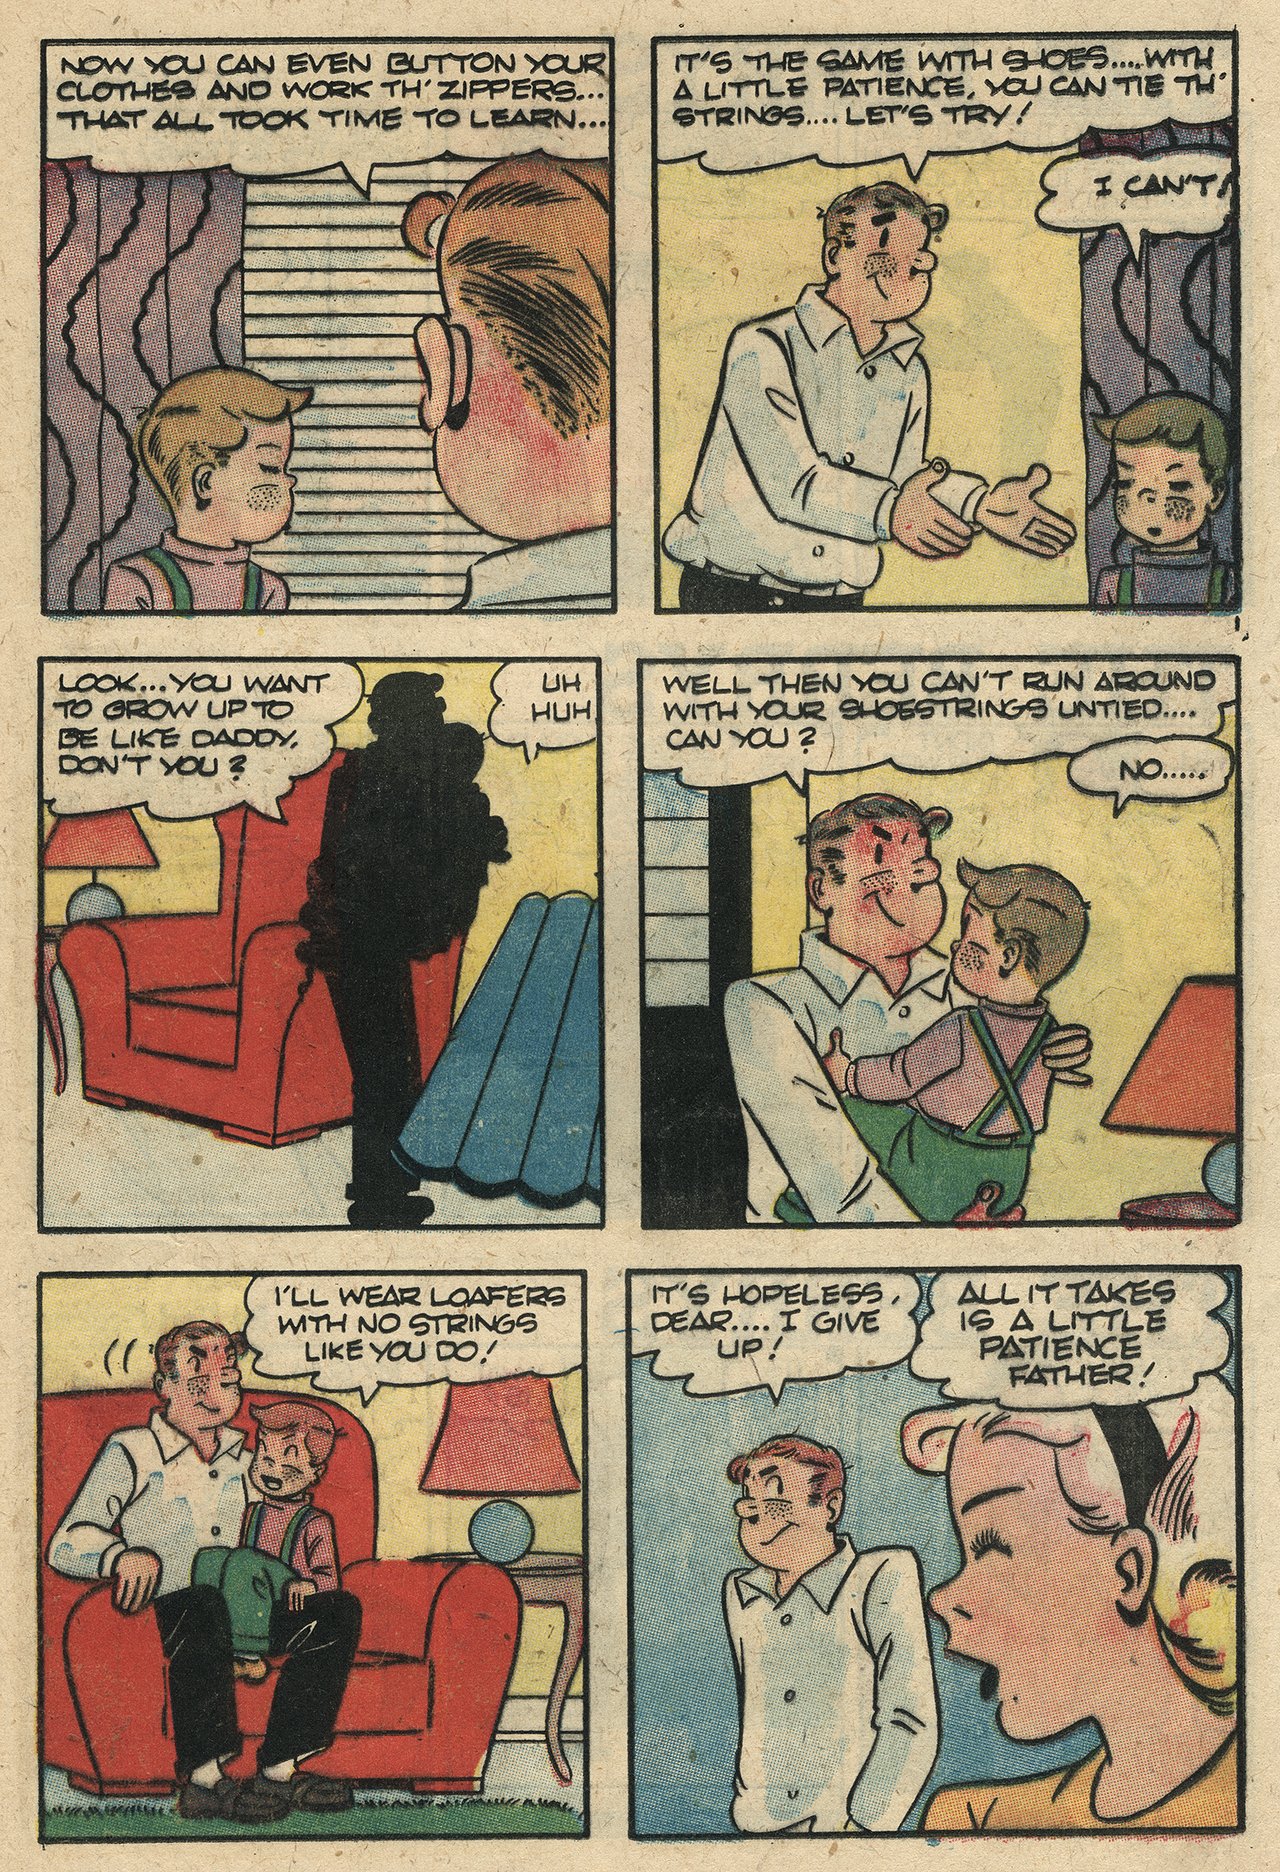 NOW YOU CAN EVEN BUTTON YOUR
CLOTHES AND WORK TH' ZIPPERS...
THAT ALL TOOK TIME TO LEARN...
IT'S THE SAME WITH SHOES.....WITH
A LITTLE PATIENCE, YOU CAN TIE TH'
STRINGS.... LET'S TRY!
I CAN'T!
LOOK...YOU WANT
TO GROW UP TO
BE LIKE DADDY,
DON'T YOU?
UH
HUH
WELL THEN YOU CAN'T RUN AROUND
WITH YOUR SHOESTRINGS UNTIED....
CAN YOU?
NO.....
I'LL WEAR LOAFERS
WITH NO STRINGS
LIKE YOU DO!
IT'S HOPELESS,
DEAR.... I GIVE
UP!
ALL IT TAKES
IS A LITTLE
PATIENCE
FATHER!